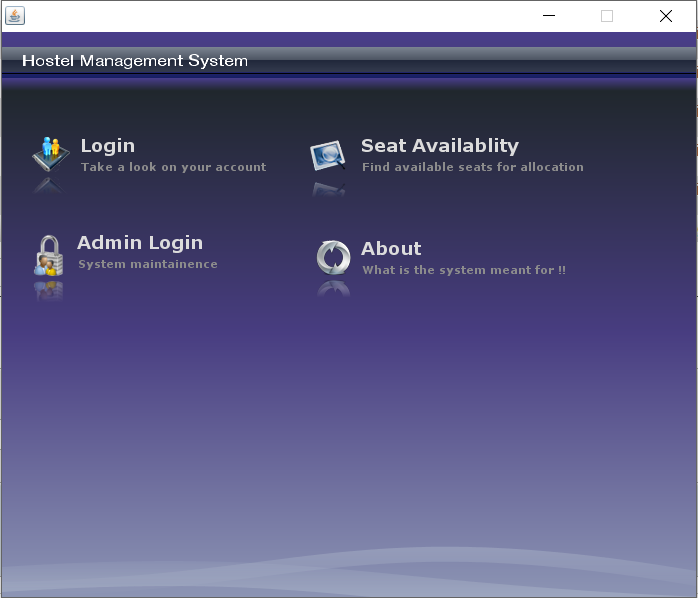 Hostel Management System
Login
Take a look on your account
Seat Availablity
Find available seats for allocation
Admin Login
System maintainence
About
What is the system meant for !!